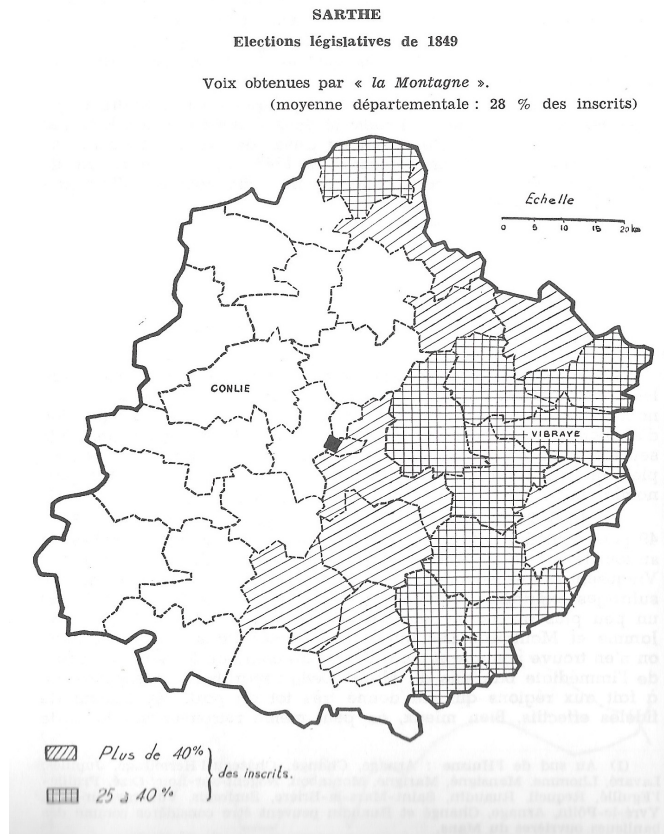 SARTHE
Elections législatives de 1849
Voix obtenues par « la Montagne ».
(moyenne départementale : 28 % des inscrits)
Echelle
0 5 10 15 20 km
CONLIE
VIBRAYE
Plus de 40%
des inscrits.
25 à 40 %